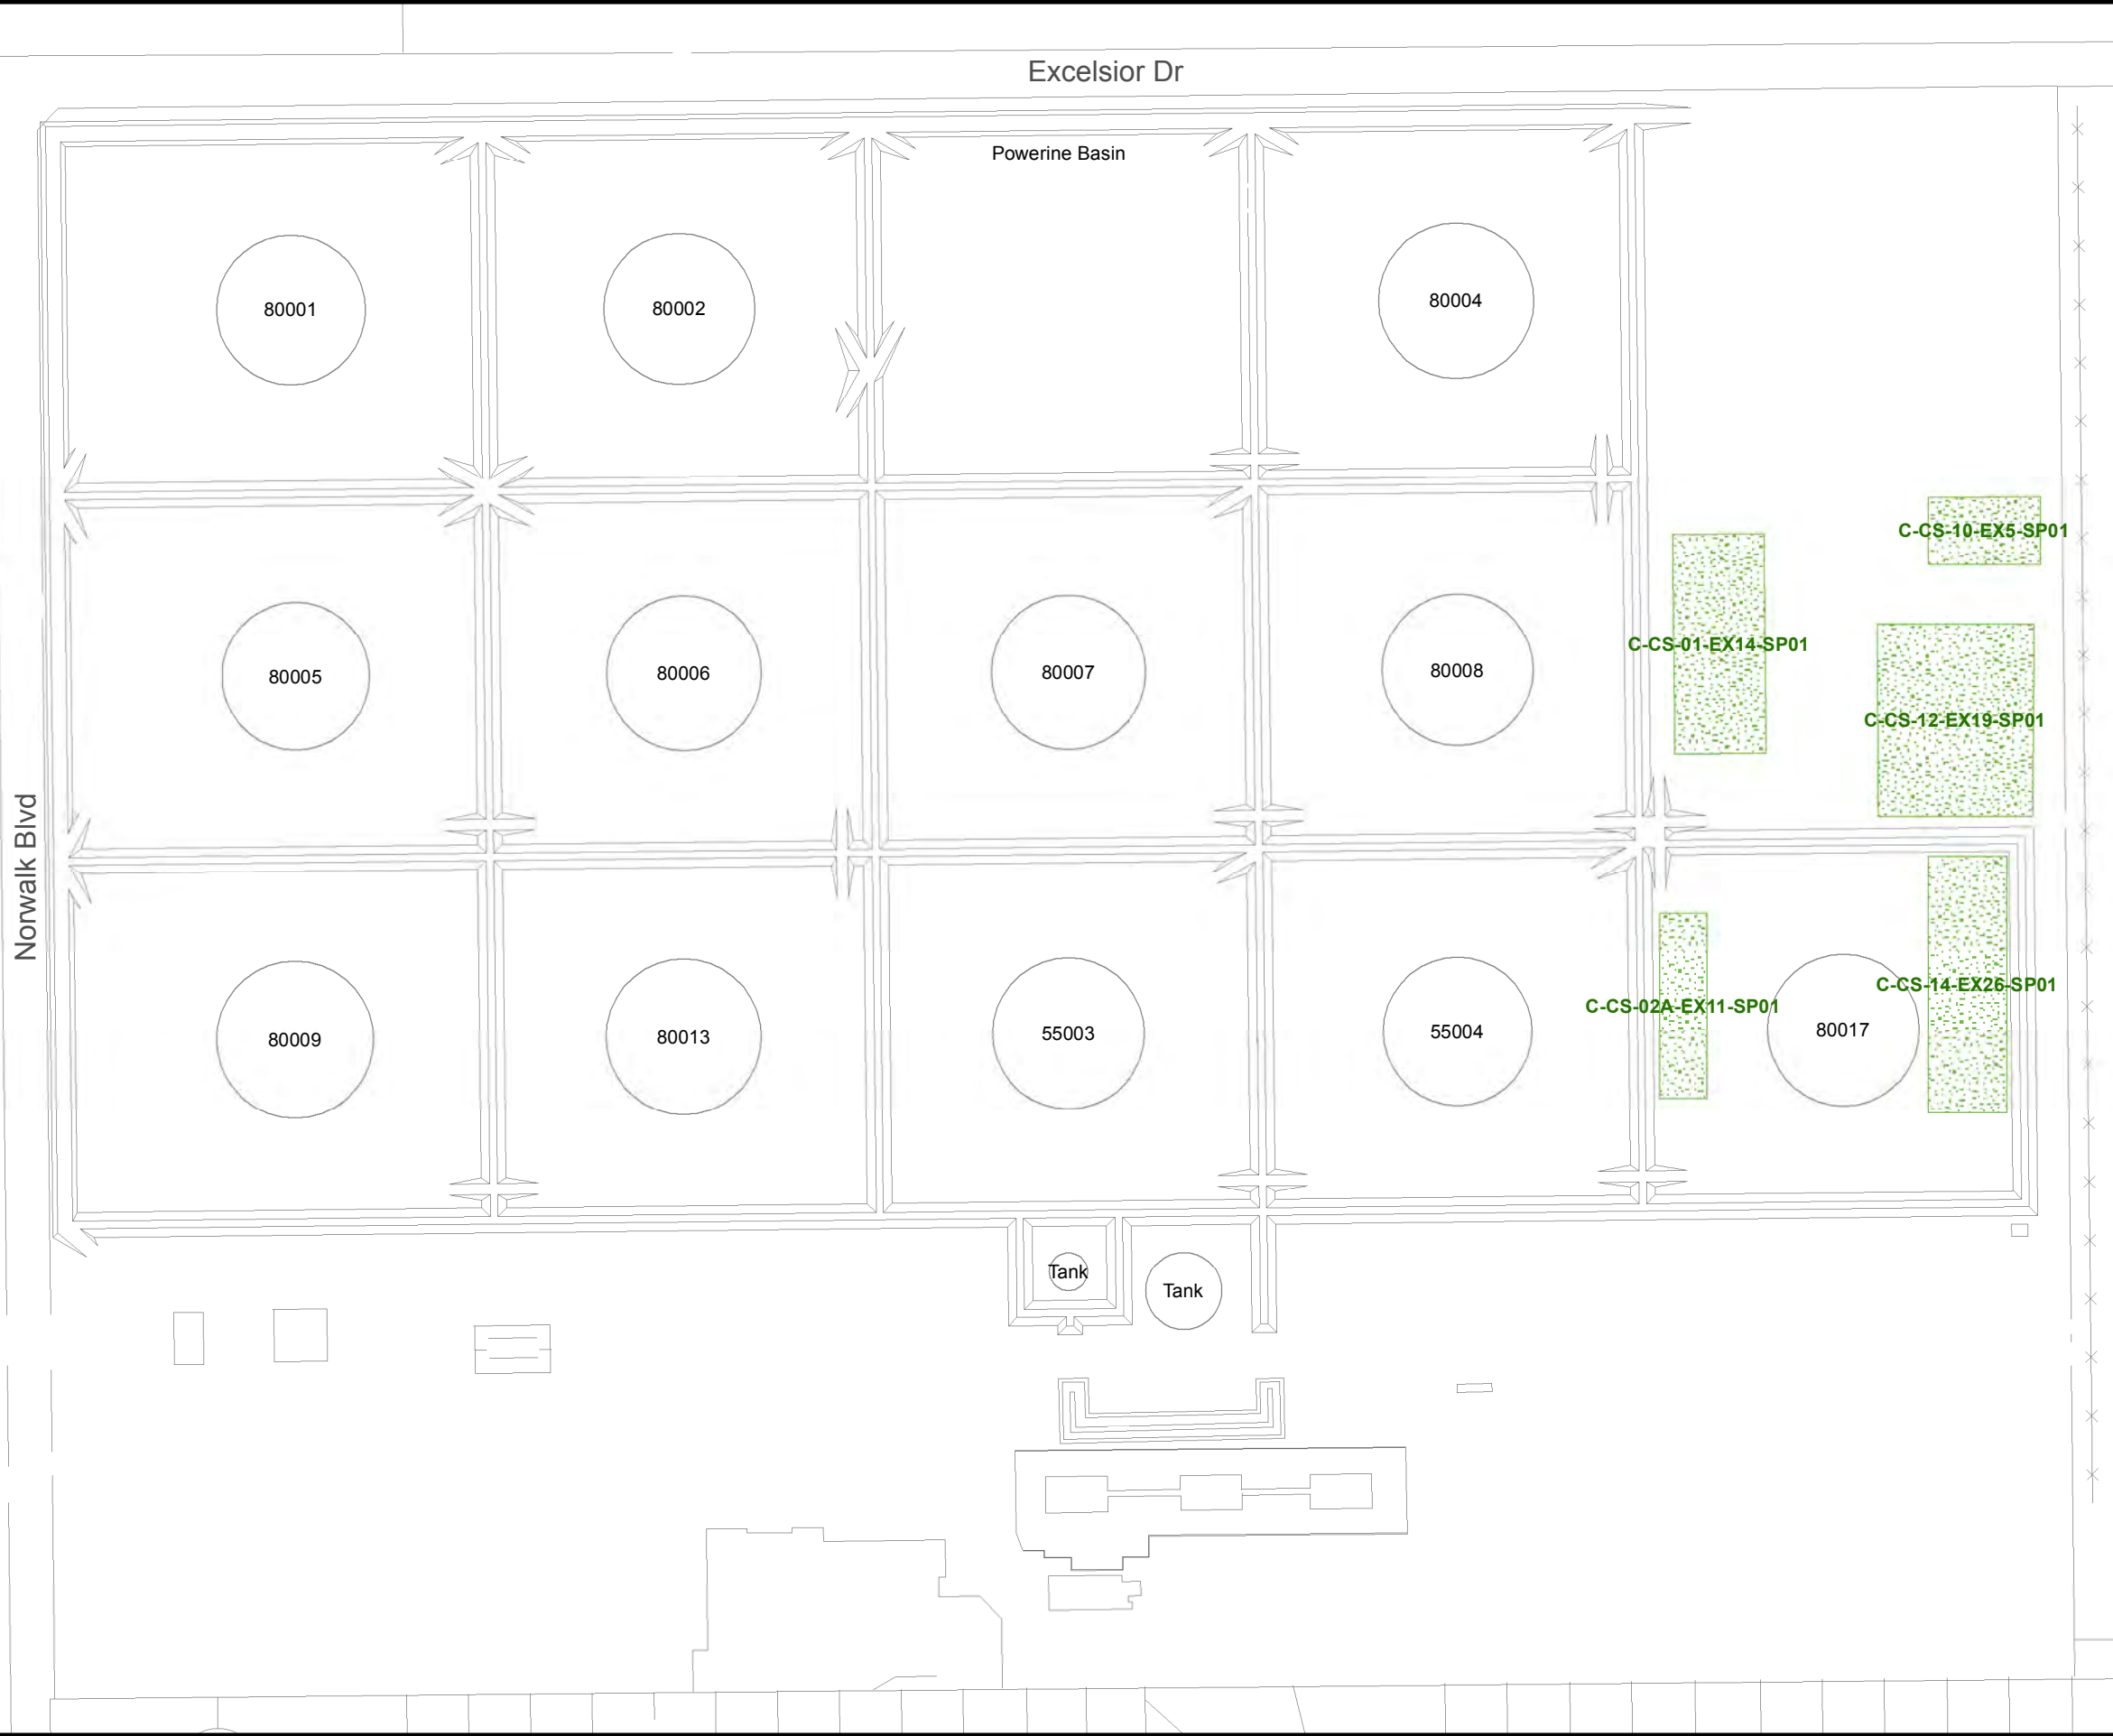 Excelsior Dr
Powerine Basin
80001
80002
80004
C-CS-10-EX5-SP01
C-CS-01-EX14-SP01
80005
80006
80007
80008
C-CS-12-EX19-SP01
Norwalk Blvd
C-CS-14-EX26-SP01
C-CS-02A-EX11-SP01
80009
80013
55003
55004
80017
Tank
Tank